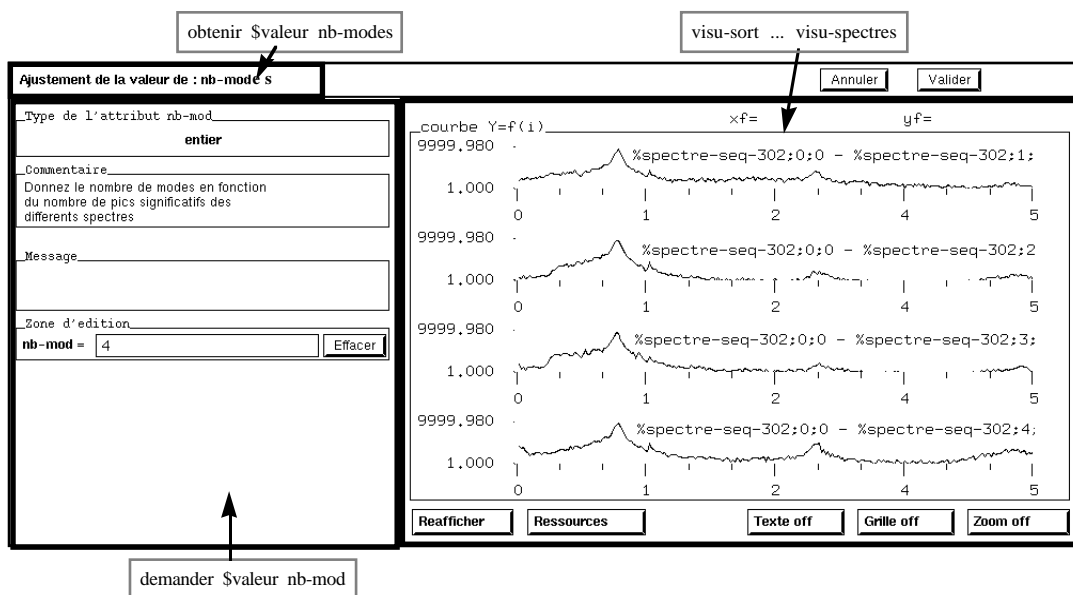 obtenir $valeur nb-modes
visu-sort ... visu-spectres
Ajustement de la valeur de : nb-modes
Annuler
Valider
Type de l'attribut nb-mod
entier
Commentaire
Donnez le nombre de modes en fonction
du nombre de pics significatifs des
differents spectres
Message
Zone d'edition
nb-mod = 4
Effacer
xf= yf=
courbe Y=f(i)
9999.980
%spectre-seq-302;0;0 - %spectre-seq-302;1;
1.000
0 1 2 4 5
9999.980
%spectre-seq-302;0;0 - %spectre-seq-302;2
1.000
0 1 2 4 5
9999.980
%spectre-seq-302;0;0 - %spectre-seq-302;3;
1.000
0 1 2 4 5
9999.980
%spectre-seq-302;0;0 - %spectre-seq-302;4;
1.000
0 1 2 4 5
Reafficher
Ressources
Texte off
Grille off
Zoom off
demander $valeur nb-mod